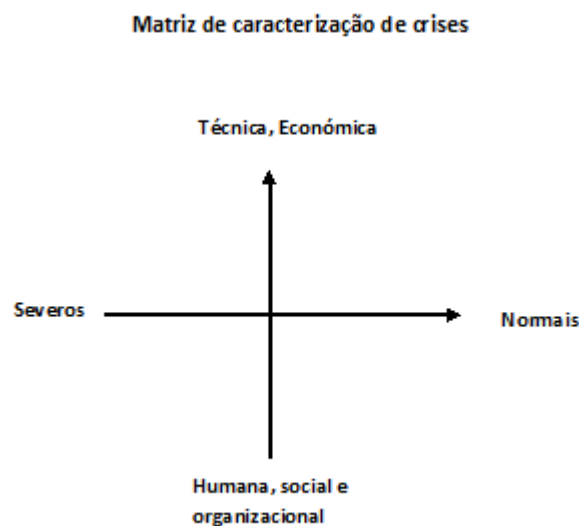 Matriz de caracterização de crises
Técnica, Económica
Severos
Normais
Humana, social e
organizacional